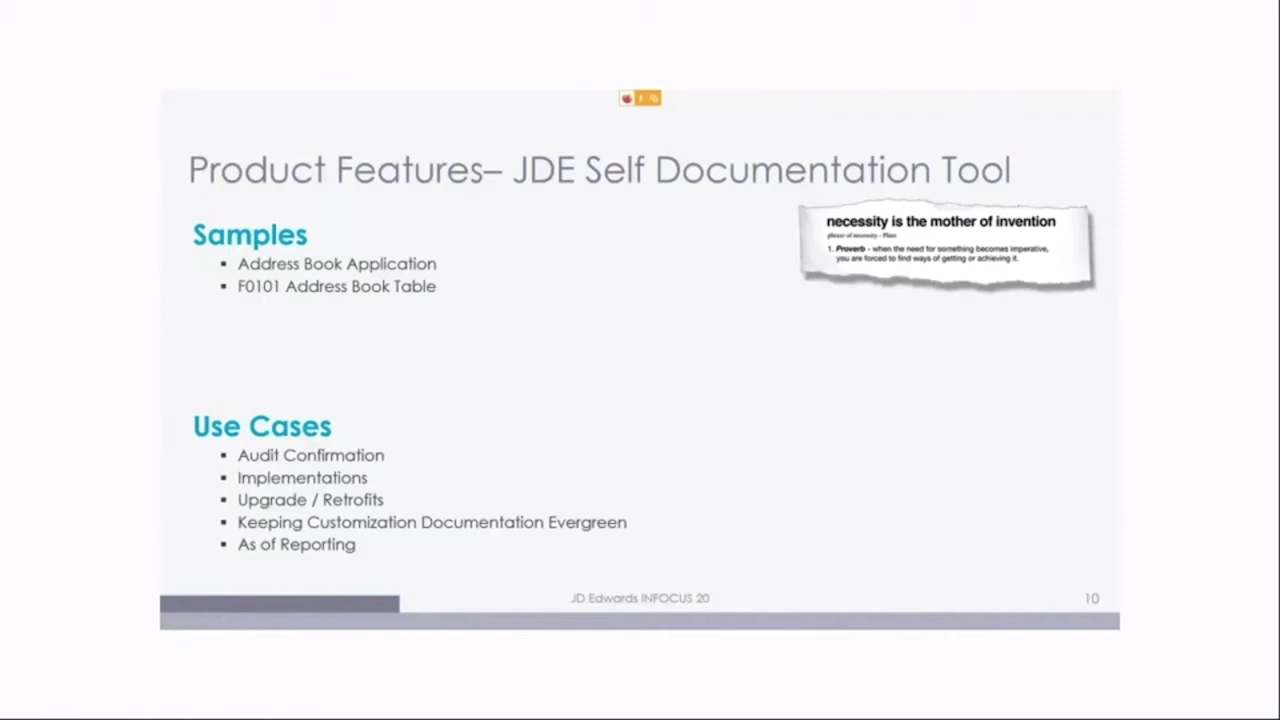 Product Features– JDE Self Documentation Tool
necessity is the mother of invention
phrase of necessity - Plato
1. Proverb - when the need for something becomes imperative,
you are forced to find ways of getting or achieving it.
Samples
▪ Address Book Application
▪ F0101 Address Book Table
Use Cases
▪ Audit Confirmation
▪ Implementations
▪ Upgrade / Retrofits
▪ Keeping Customization Documentation Evergreen
▪ As of Reporting
JD Edwards INFOCUS 20
10